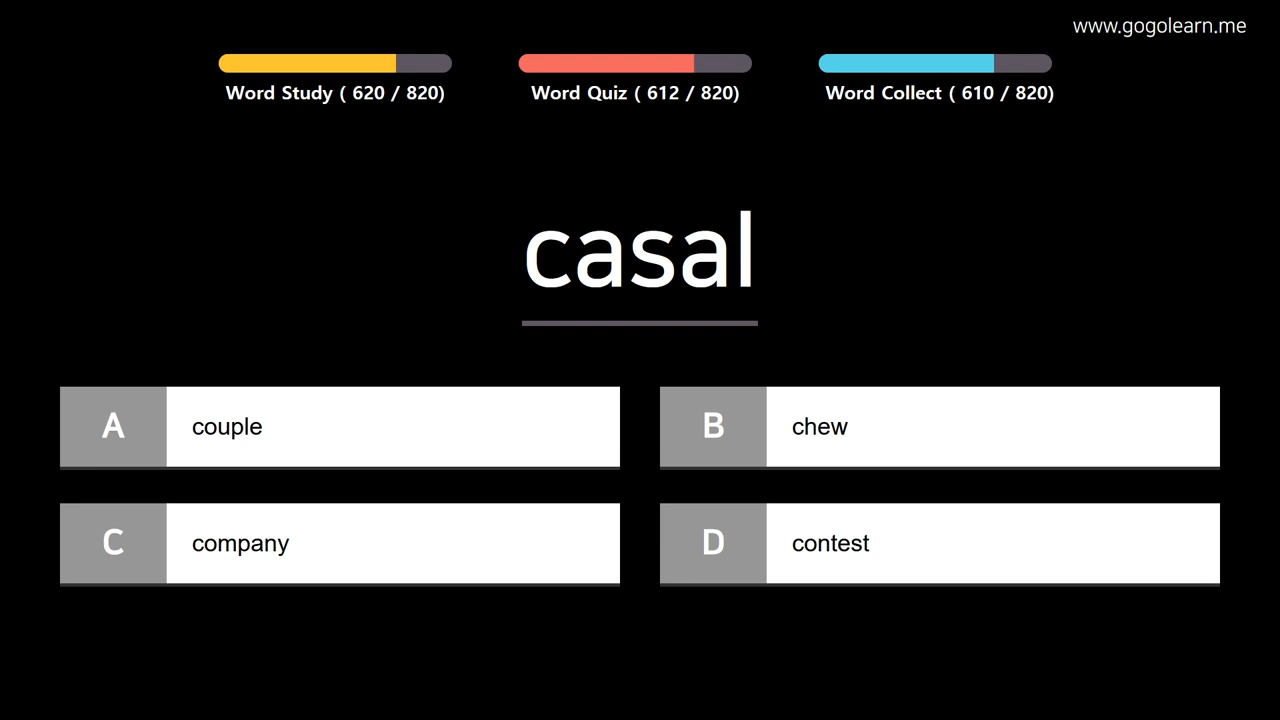 www.gogolearn.me
Word Study ( 620 / 820)
Word Quiz ( 612 / 820)
Word Collect ( 610 / 820)
casal
A couple
B chew
C company
D contest